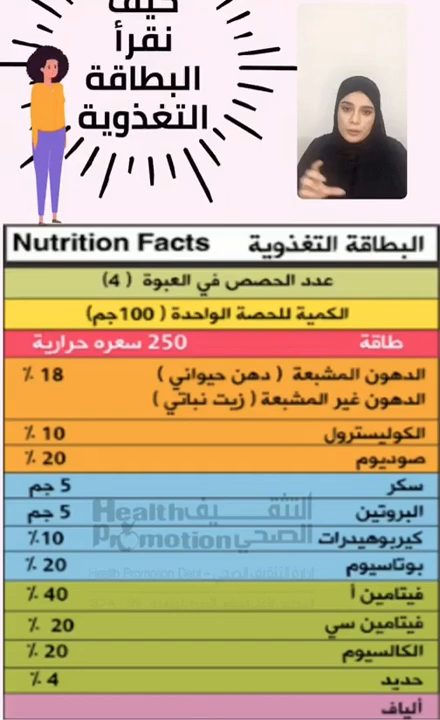 كيف
نقرأ
البطاقة
التغذوية
البطاقة التغذوية Nutrition Facts
عدد الحصص في العبوة ( 4 )
الكمية للحصة الواحدة ( 100جم)
طاقة 250 سعره حرارية
الدهون المشبعة ( دهن حيواني ) 18 ٪
الدهون غير المشبعة ( زيت نباتي )
الكوليسترول 10 ٪
صوديوم 20 ٪
سكر 5 جم
البروتين 5 جم
كيربوهيدرات 10٪
بوتاسيوم 20 ٪
فيتامين أ 40 ٪
فيتامين سي 20 ٪
الكالسيوم 20 ٪
حديد 4 ٪
ألياف
التثقيف الصحي
Health Promotion